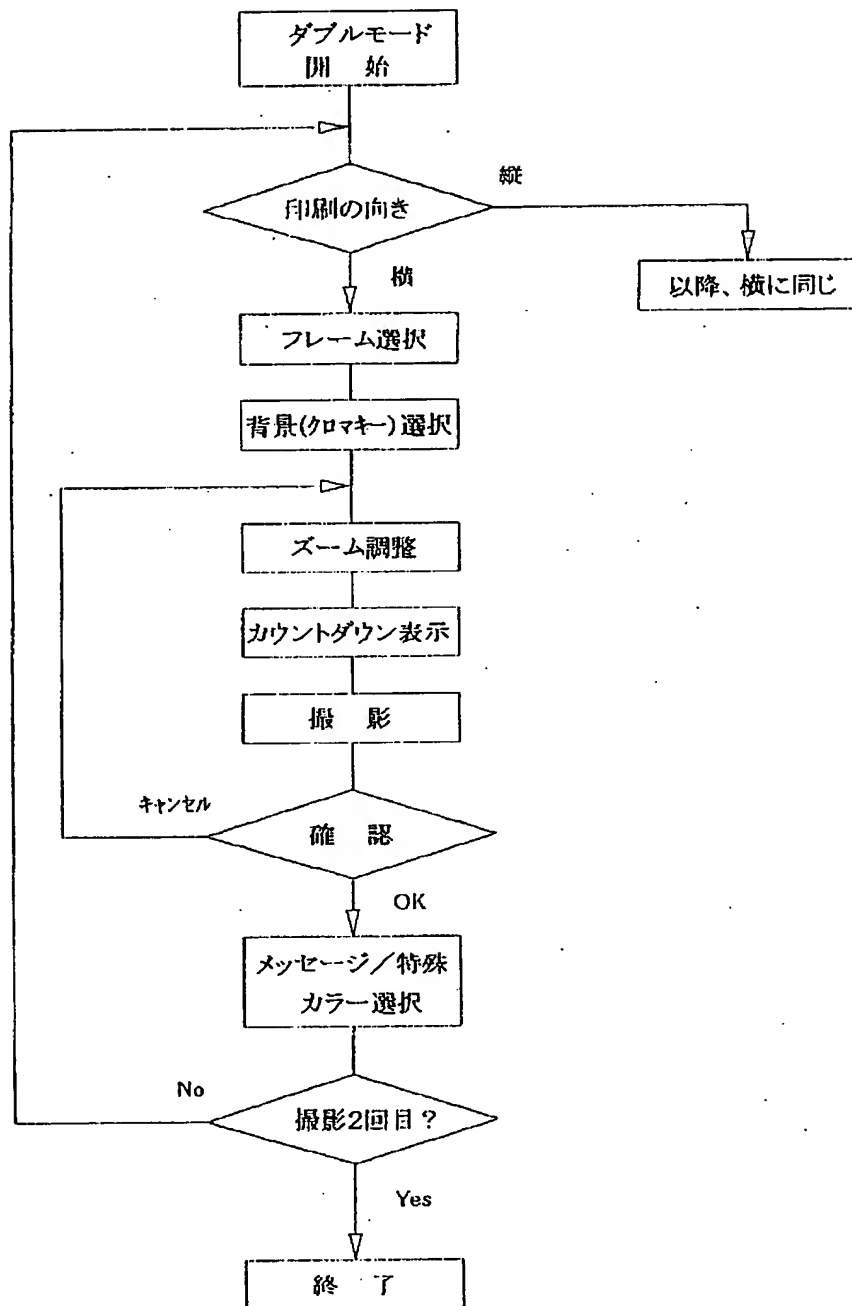 ダブルモード
開 始
縦
印刷の向き
横
以降、横に同じ
フレーム選択
背景(クロマキー)選択
ズーム調整
カウントダウン表示
撮 影
キャンセル
確 認
OK
メッセージ/特殊
カラー選択
No
撮影2回目?
Yes
終 了